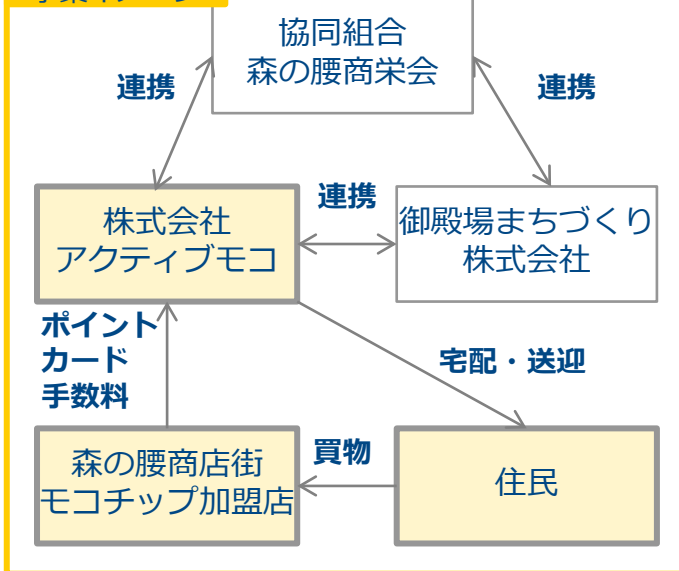 協同組合
森の腰商栄会
連携
連携
株式会社
アクティブモコ
連携
御殿場まちづくり
株式会社
ポイント
カード
手数料
宅配・送迎
森の腰商店街
モコチップ加盟店
買物
住民